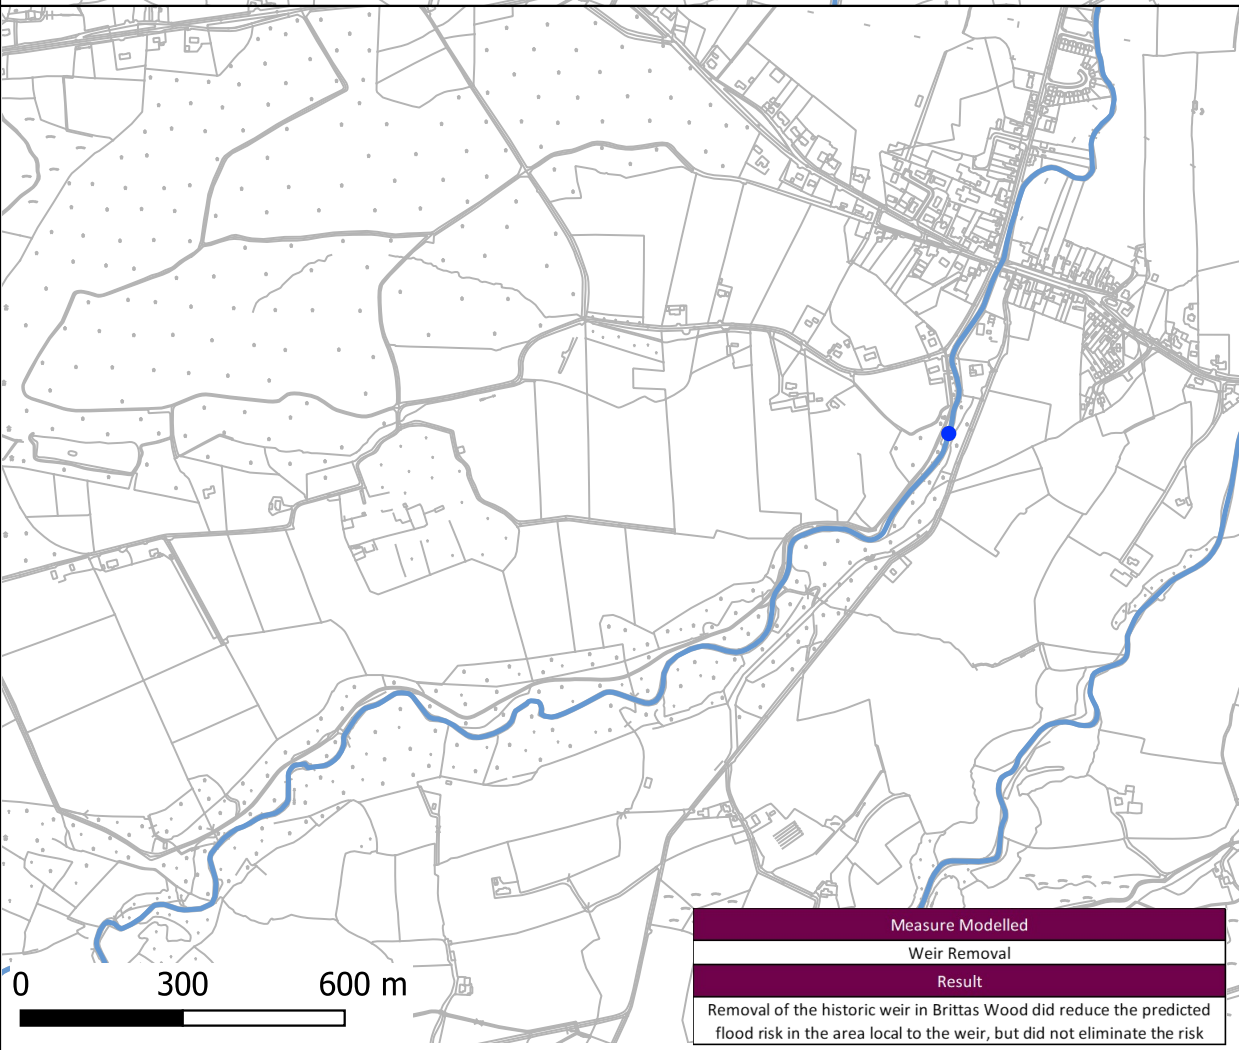 0 300 600 m
Measure Modelled
Weir Removal
Result
Removal of the historic weir in Brittas Wood did reduce the predicted
flood risk in the area local to the weir, but did not eliminate the risk